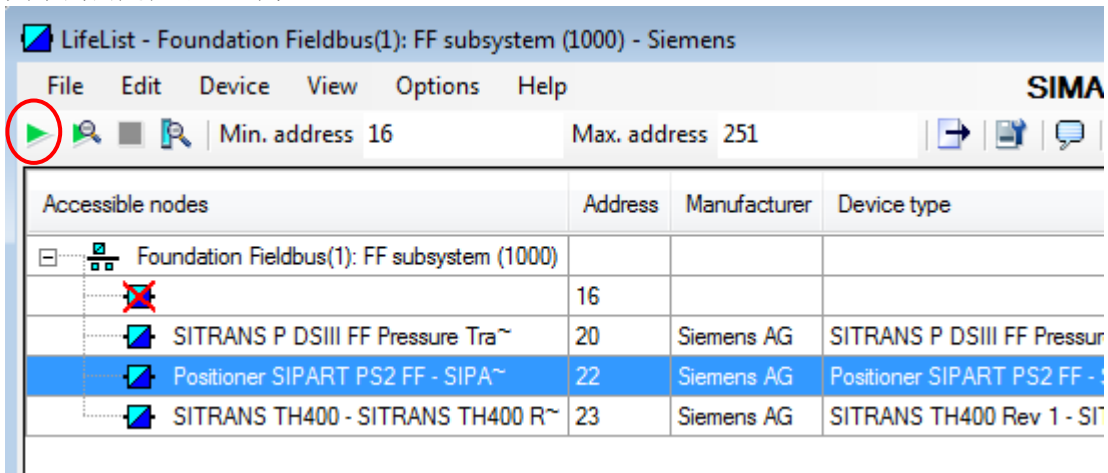 LifeList - Foundation Fieldbus(1): FF subsystem (1000) - Siemens
File Edit Device View Options Help SIMA
Min. address 16 Max. address 251
Accessible nodes Address Manufacturer Device type
Foundation Fieldbus(1): FF subsystem (1000)
16
SITRANS P DSIII FF Pressure Tra~ 20 Siemens AG SITRANS P DSIII FF Pressur
Positioner SIPART PS2 FF - SIPA~ 22 Siemens AG Positioner SIPART PS2 FF -
SITRANS TH400 - SITRANS TH400 R~ 23 Siemens AG SITRANS TH400 Rev 1 - SIT